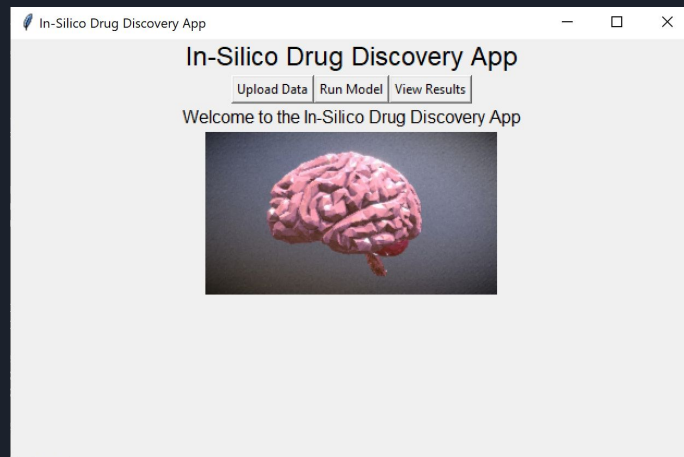 In-Silico Drug Discovery App
In-Silico Drug Discovery App
Upload Data Run Model View Results
Welcome to the In-Silico Drug Discovery App